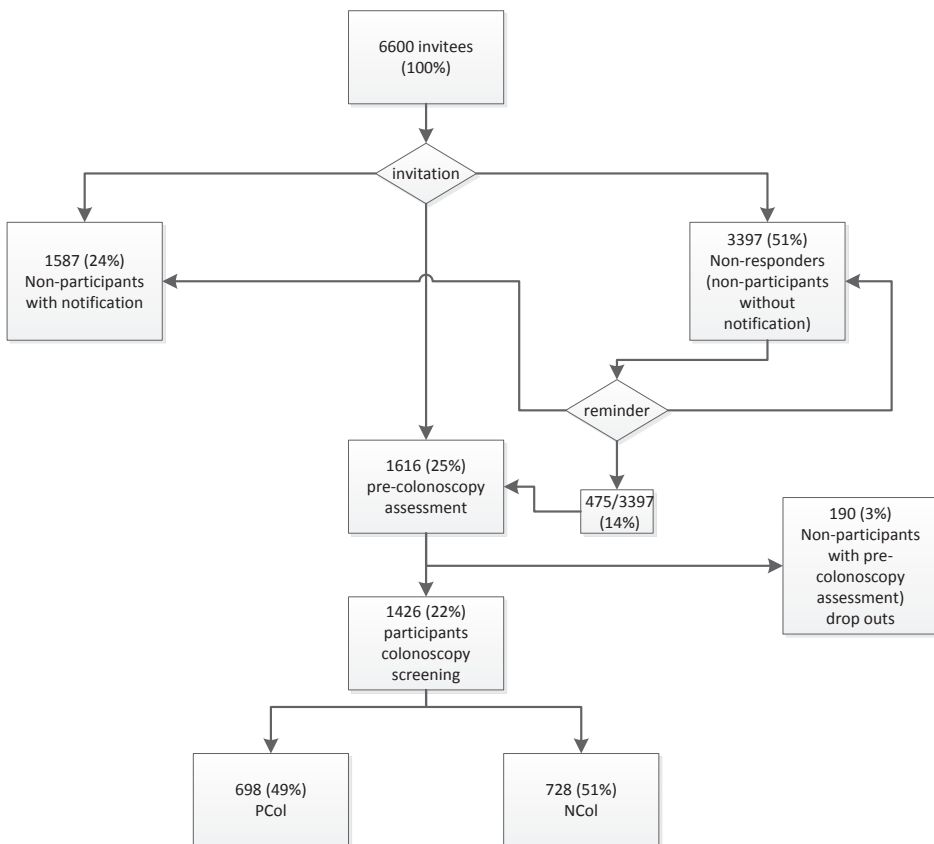 6600 invitees
(100%)
invitation
1587 (24%)
Non-participants
with notification
3397 (51%)
Non-responders
(non-participants
without
notification)
reminder
1616 (25%)
pre-colonoscopy
assessment
475/3397
(14%)
190 (3%)
Non-participants
with pre-
colonoscopy
assessment)
drop outs
1426 (22%)
participants
colonoscopy
screening
698 (49%)
PCol
728 (51%)
NCol